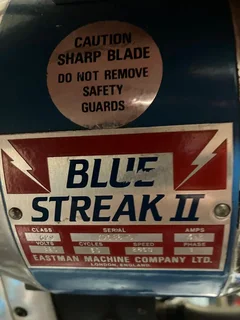 CAUTION
SHARP BLADE
DO NOT REMOVE
SAFETY
GUARDS
BLUE
STREAK II
CLASS SERIAL AMPS
VOLTS CYCLES SPEED PHASE
EASTMAN MACHINE COMPANY LTD.
LONDON, ENGLAND.